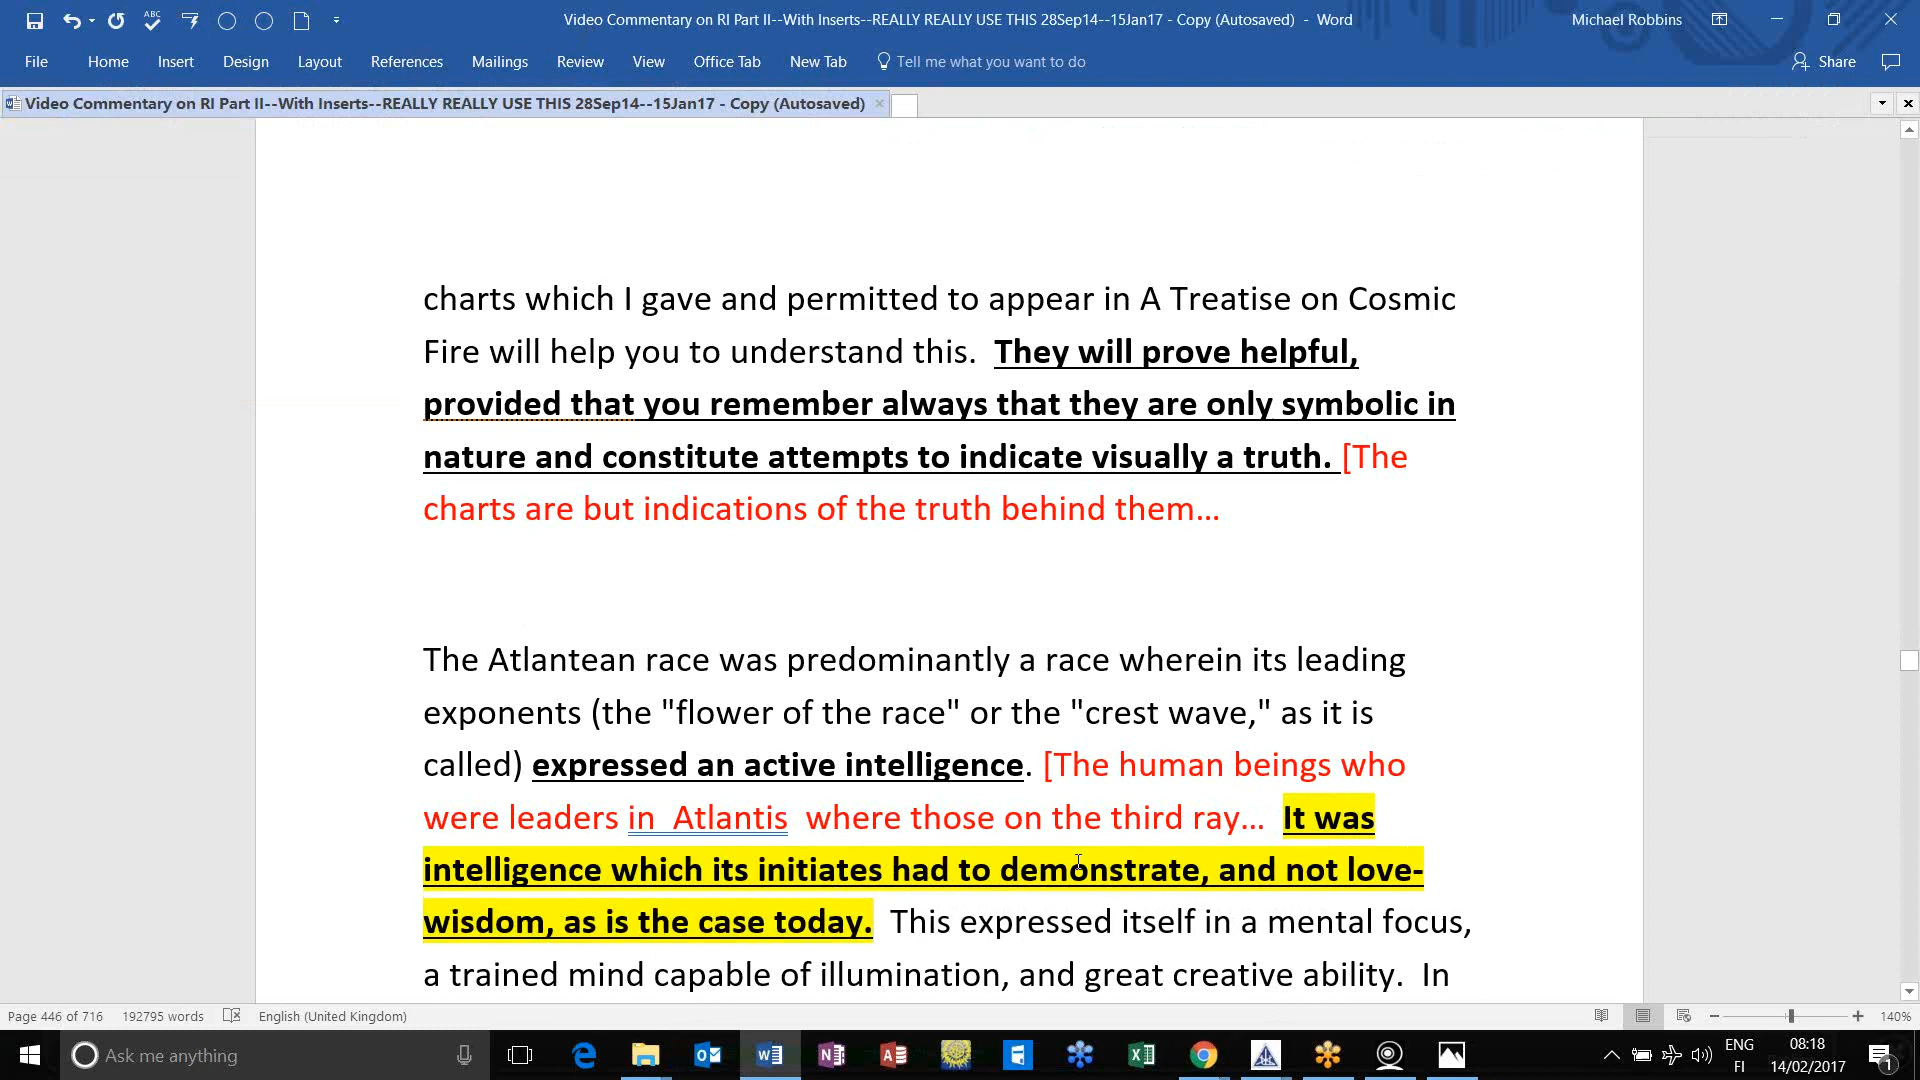 ABC
Video Commentary on RI Part II--With Inserts--REALLY REALLY USE THIS 28Sep14--15Jan17 - Copy (Autosaved) - Word
Michael Robbins
File Home Insert Design Layout References Mailings Review View Office Tab New Tab Tell me what you want to do Share
Video Commentary on RI Part II--With Inserts--REALLY REALLY USE THIS 28Sep14--15Jan17 - Copy (Autosaved)
charts which I gave and permitted to appear in A Treatise on Cosmic
Fire will help you to understand this. They will prove helpful,
provided that you remember always that they are only symbolic in
nature and constitute attempts to indicate visually a truth. [The
charts are but indications of the truth behind them…
The Atlantean race was predominantly a race wherein its leading
exponents (the "flower of the race" or the "crest wave," as it is
called) expressed an active intelligence. [The human beings who
were leaders in Atlantis where those on the third ray… It was
intelligence which its initiates had to demonstrate, and not love-
wisdom, as is the case today. This expressed itself in a mental focus,
a trained mind capable of illumination, and great creative ability. In
Page 446 of 716 192795 words English (United Kingdom) 140%
Ask me anything
ENG 08:18
FI 14/02/2017 1